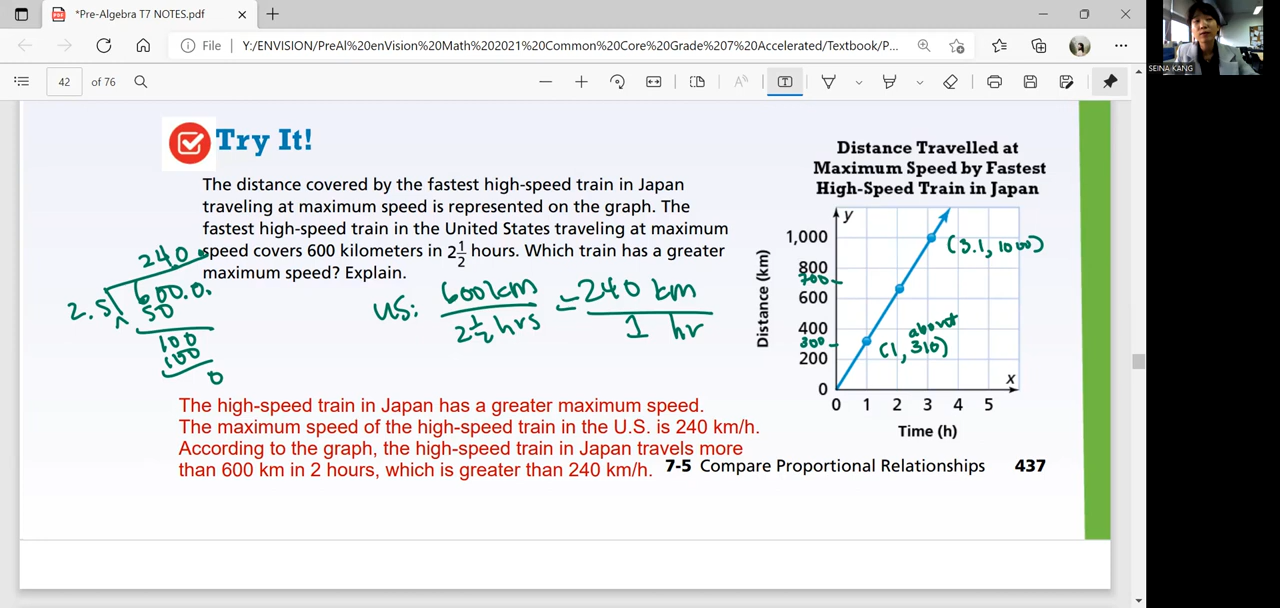 *Pre-Algebra T7 NOTES.pdf
File
Y:/ENVISION/PreAl%20enVision%20Math%202021%20Common%20Core%20Grade%207%20Accelerated/Textbook/P...
42 of 76
SEINA KANG
Try It!
The distance covered by the fastest high-speed train in Japan
traveling at maximum speed is represented on the graph. The
fastest high-speed train in the United States traveling at maximum
speed covers 600 kilometers in 2 1/2 hours. Which train has a greater
maximum speed? Explain.
240.
2.5 600.0.
50
100
100
0
US: 600km / 2 1/2 hrs = 240 km / 1 hr
The high-speed train in Japan has a greater maximum speed.
The maximum speed of the high-speed train in the U.S. is 240 km/h.
According to the graph, the high-speed train in Japan travels more
than 600 km in 2 hours, which is greater than 240 km/h.
Distance Travelled at
Maximum Speed by Fastest
High-Speed Train in Japan
y
Distance (km)
1,000
800
700
600
400
300
200
0
(3.1, 1000)
about
(1, 310)
x
0 1 2 3 4 5
Time (h)
7-5 Compare Proportional Relationships 437